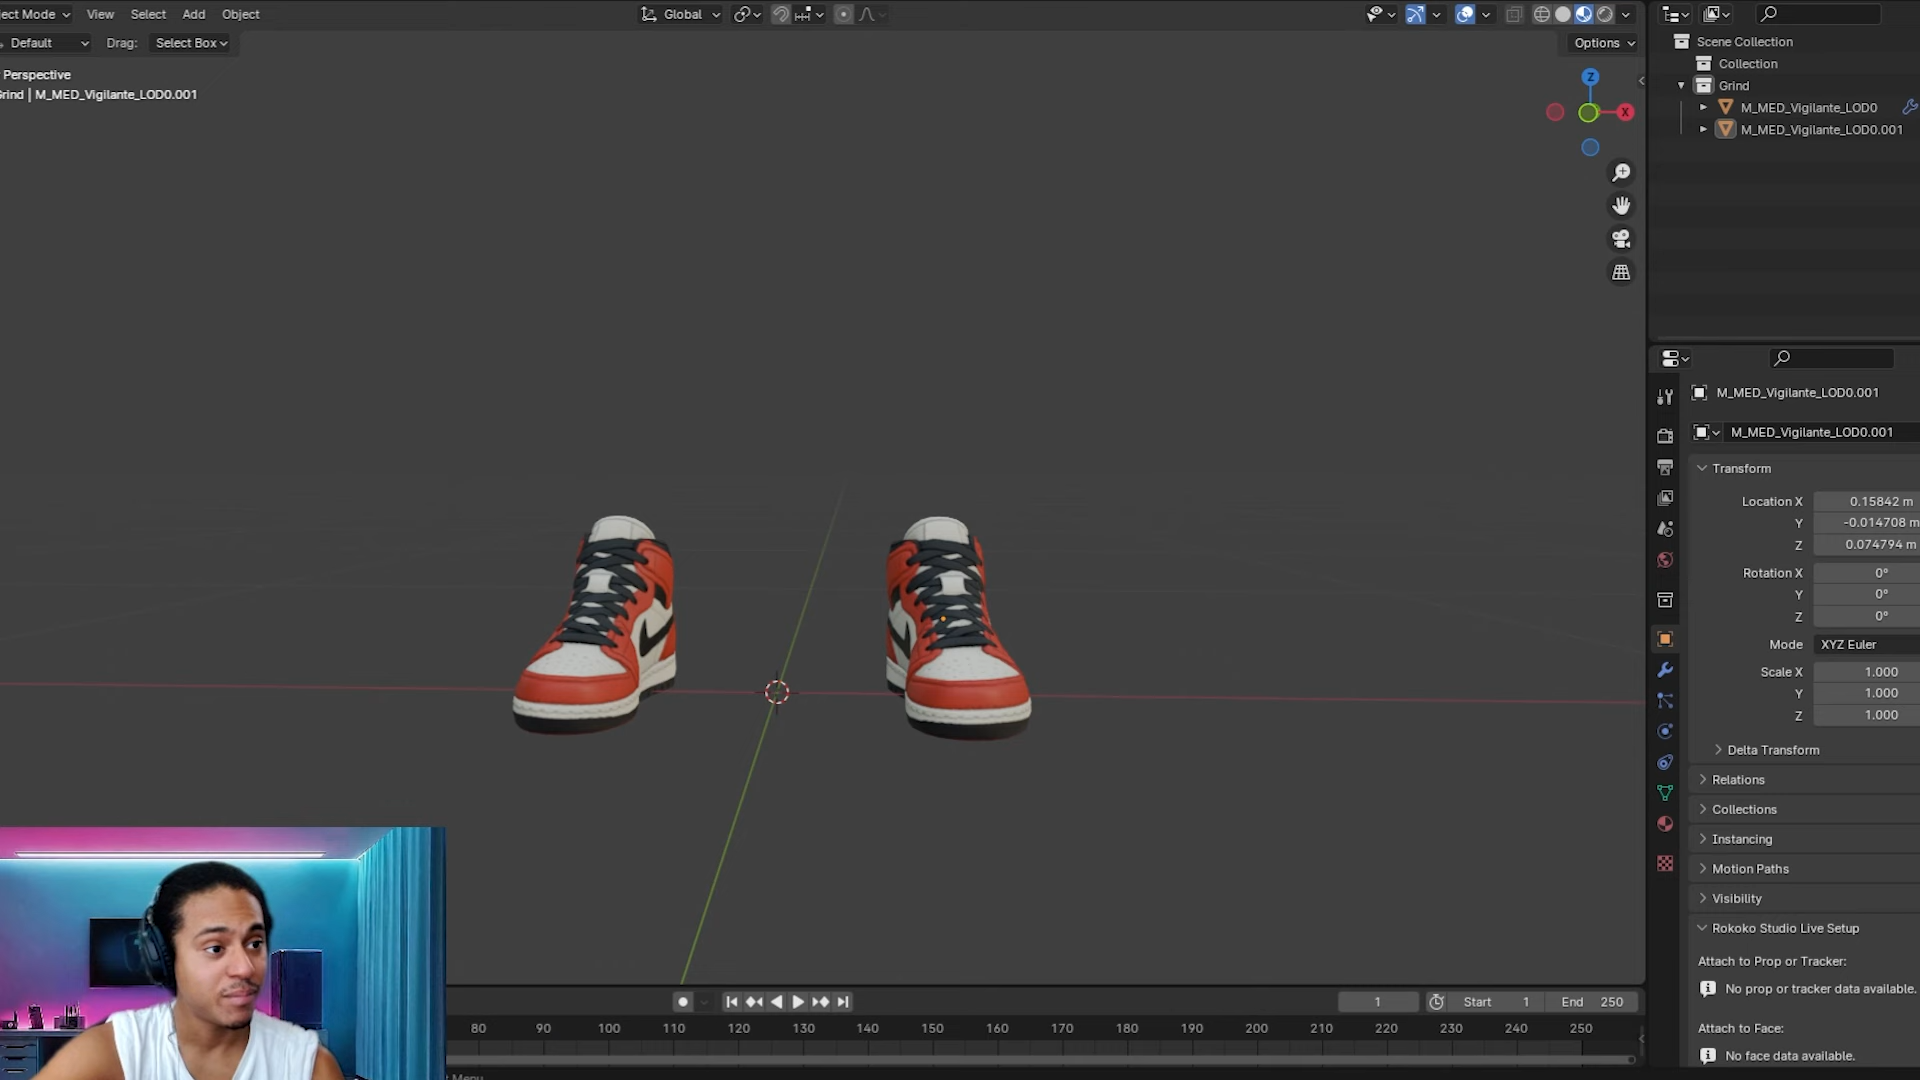 ect Mode View Select Add Object Global
Default Drag: Select Box Options
Perspective
rind | M_MED_Vigilante_LOD0.001
Z
X
Scene Collection
Collection
Grind
M_MED_Vigilante_LOD0
M_MED_Vigilante_LOD0.001
M_MED_Vigilante_LOD0.001
M_MED_Vigilante_LOD0.001
Transform
Location X 0.15842 m
Y -0.014708 m
Z 0.074794 m
Rotation X 0°
Y 0°
Z 0°
Mode XYZ Euler
Scale X 1.000
Y 1.000
Z 1.000
Delta Transform
Relations
Collections
Instancing
Motion Paths
Visibility
Rokoko Studio Live Setup
Attach to Prop or Tracker:
No prop or tracker data available.
Attach to Face:
No face data available.
1 Start 1 End 250
80 90 100 110 120 130 140 150 160 170 180 190 200 210 220 230 240 250